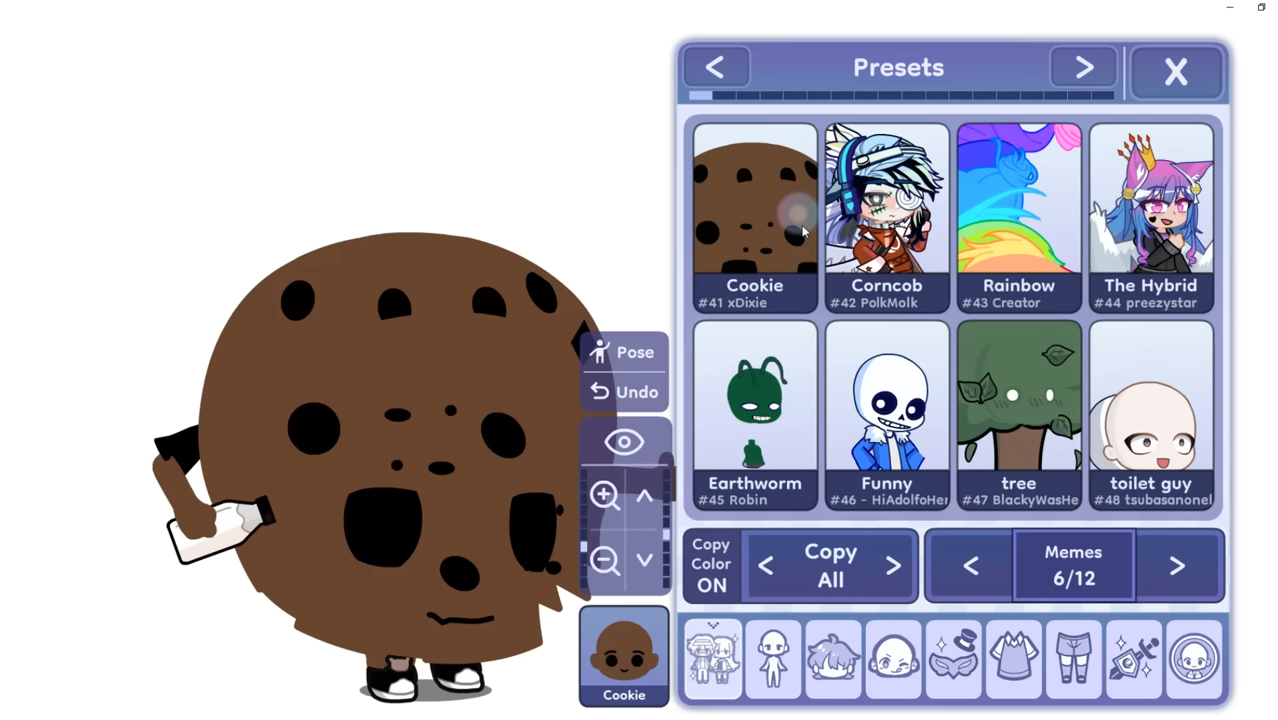 < Presets > X
Cookie
#41 xDixie
Corncob
#42 PolkMolk
Rainbow
#43 Creator
The Hybrid
#44 preezystar
Earthworm
#45 Robin
Funny
#46 - HiAdolfoHer
tree
#47 BlackyWasHe
toilet guy
#48 tsubasanonel
Pose
Undo
Cookie
Copy
Color
ON
< Copy >
All
< Memes >
6/12